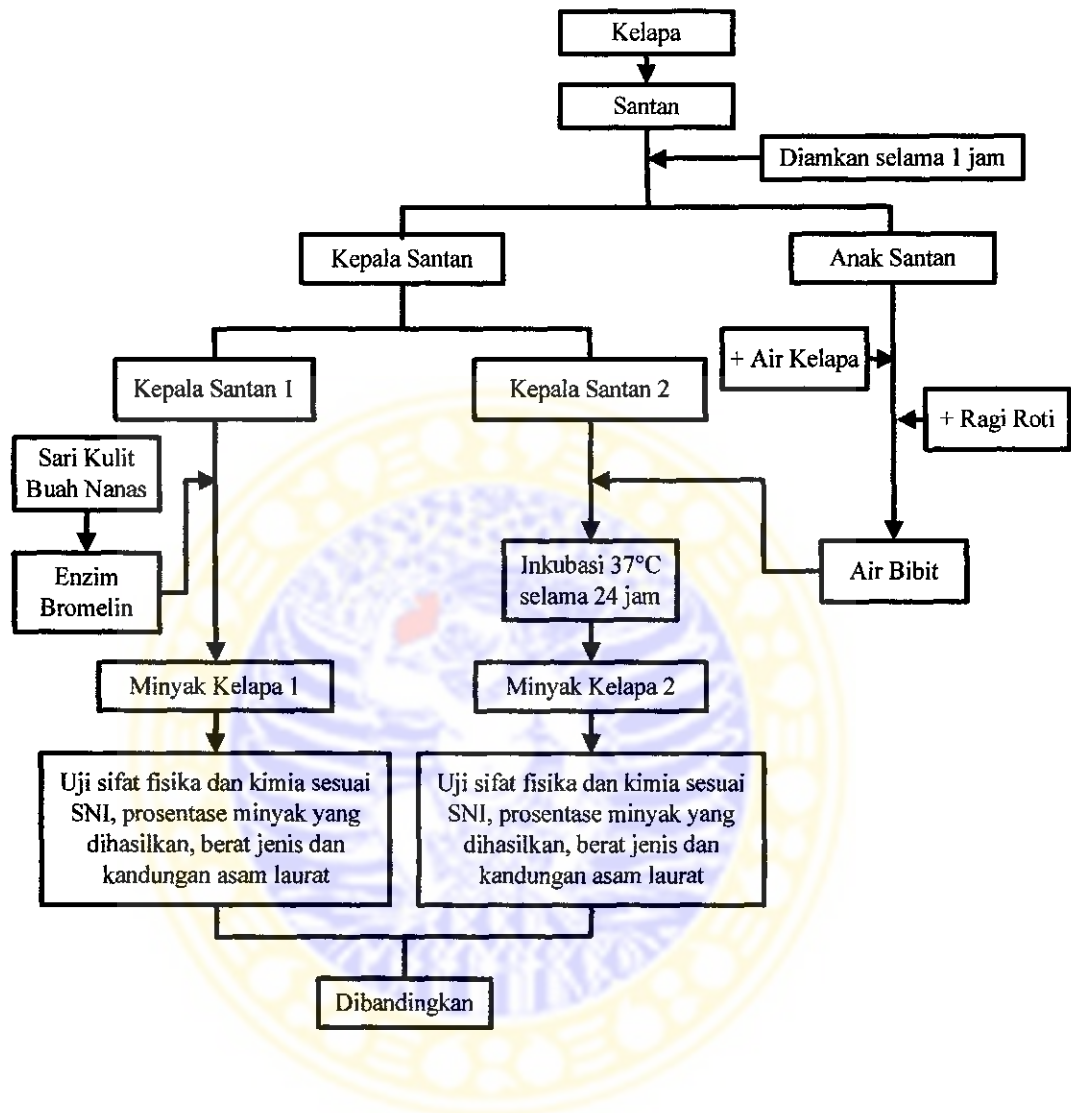 Kelapa
Santan
Diamkan selama 1 jam
Kepala Santan
Anak Santan
+ Air Kelapa
Kepala Santan 1
Kepala Santan 2
+ Ragi Roti
Sari Kulit
Buah Nanas
Enzim
Bromelin
Inkubasi 37°C
selama 24 jam
Air Bibit
Minyak Kelapa 1
Minyak Kelapa 2
Uji sifat fisika dan kimia sesuai
SNI, prosentase minyak yang
dihasilkan, berat jenis dan
kandungan asam laurat
Uji sifat fisika dan kimia sesuai
SNI, prosentase minyak yang
dihasilkan, berat jenis dan
kandungan asam laurat
Dibandingkan